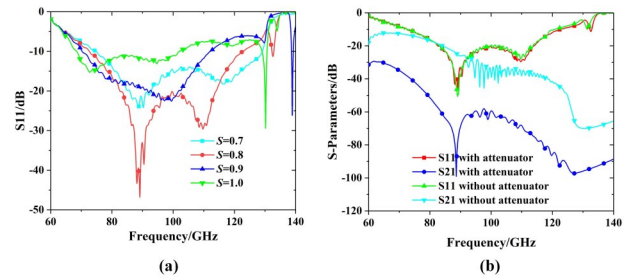 0
-10
-20
-30
-40
-50
S11/dB
S=0.7
S=0.8
S=0.9
S=1.0
60 80 100 120 140
Frequency/GHz
(a)
0
-20
-40
-60
-80
-100
-120
S-Parameters/dB
S11 with attenuator
S21 with attenuator
S11 without attenuator
S21 without attenuator
60 80 100 120 140
Frequency/GHz
(b)